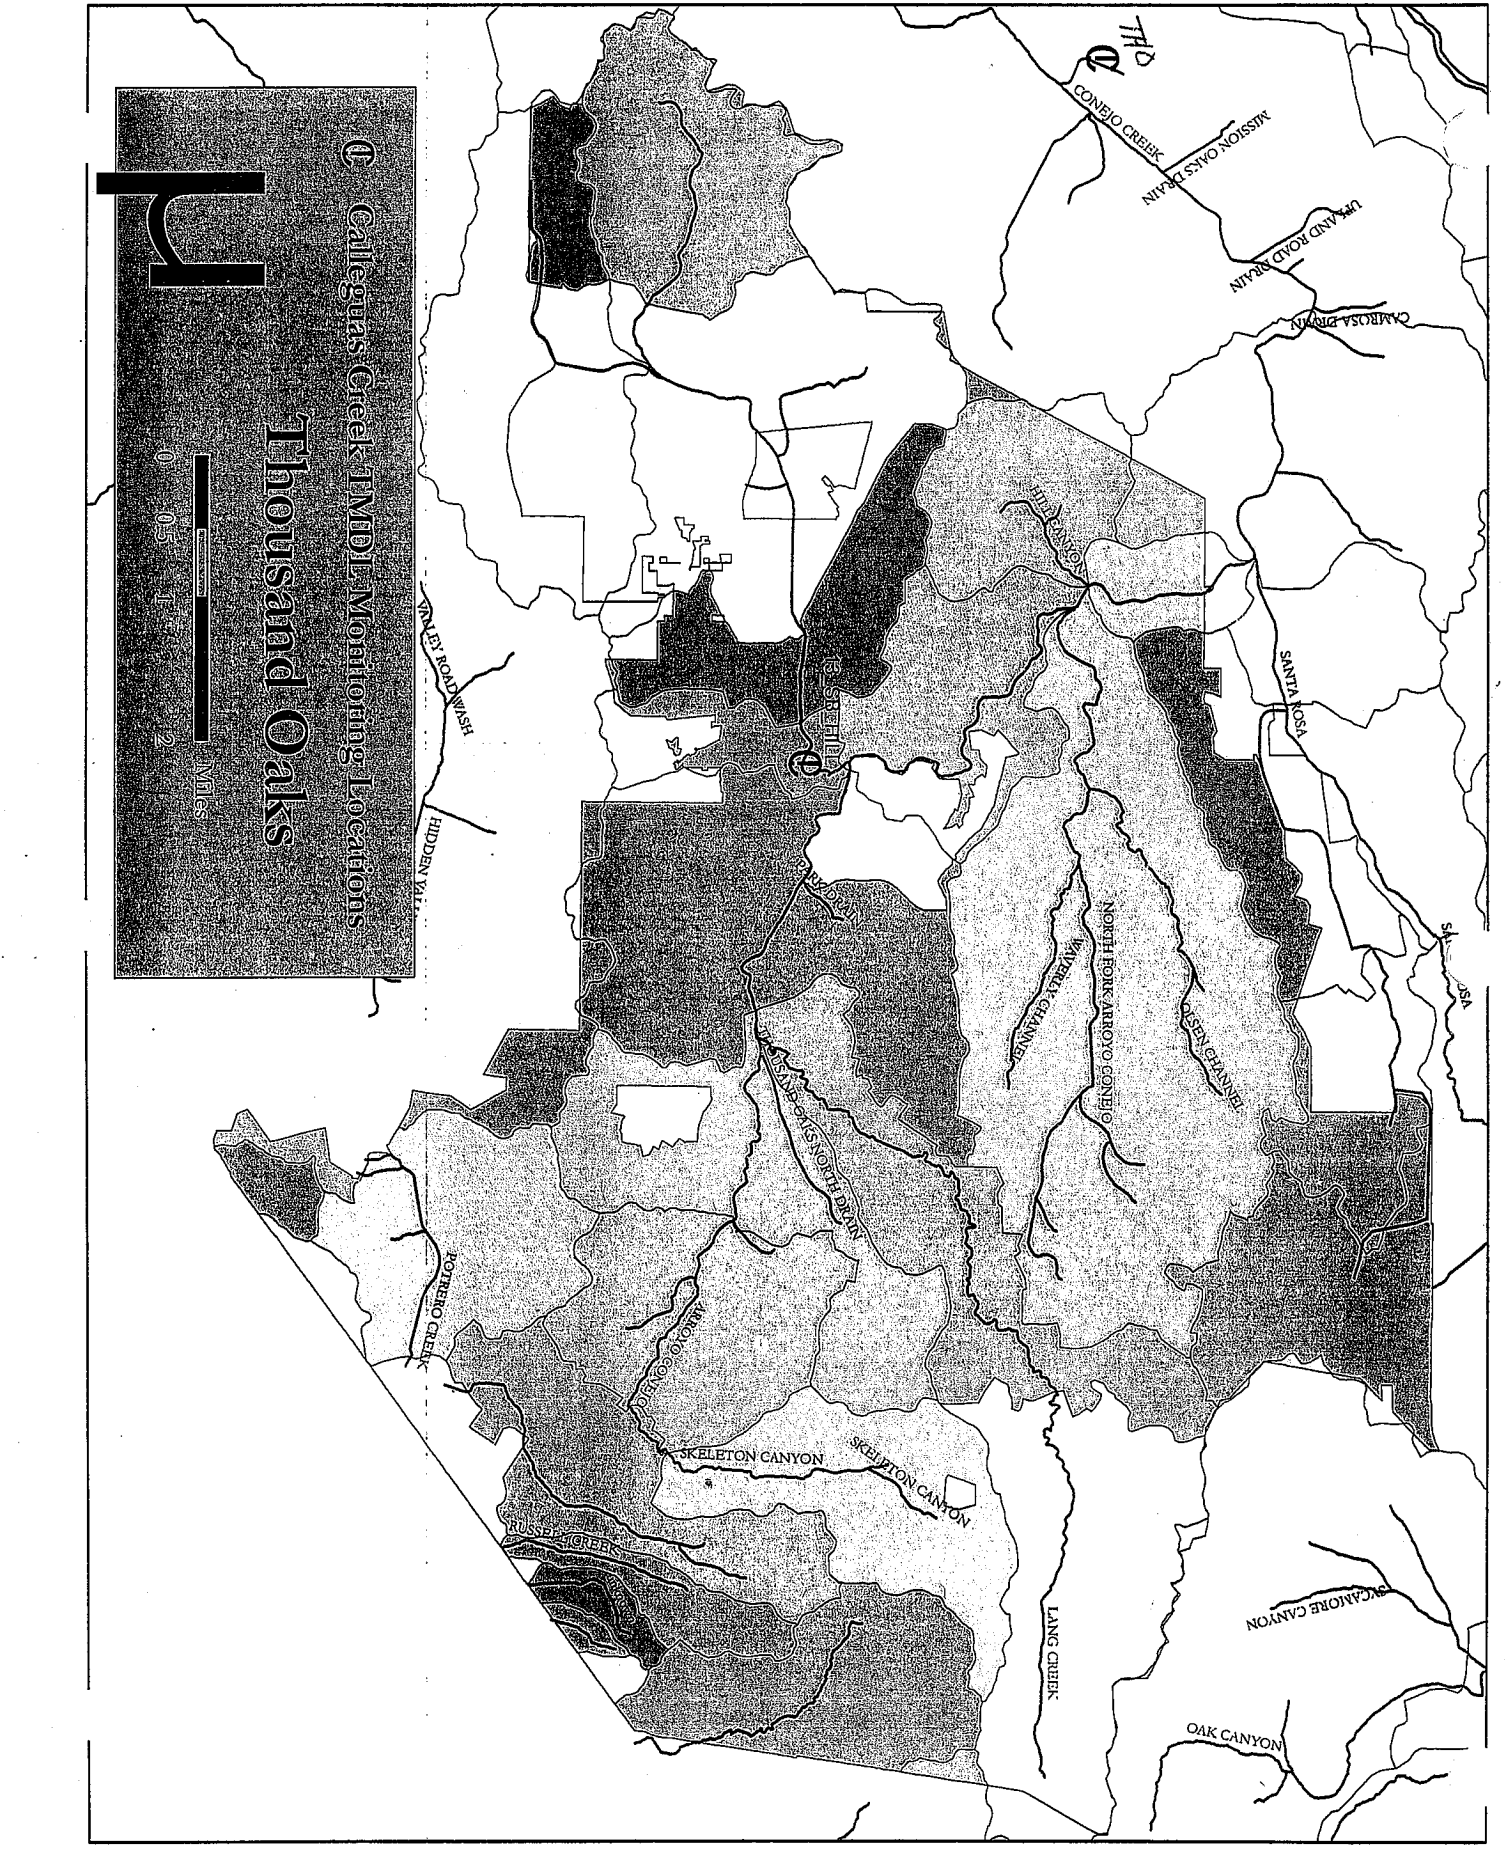 THO
CONEJO CREEK
MISSION OAKS DRAIN
UPLAND ROAD DRAIN
CAMROSA DRAIN
HILL CANYON
SANTA ROSA
13_SB_HILL
OLSEN CHANNEL
NORTH FORK ARROYO CONEJO
WAVERLY CHANNEL
THOUSAND OAKS NORTH DRAIN
ARROYO CONEJO
SKELETON CANYON
SKELETON CANYON
LANG CREEK
SYCAMORE CANYON
OAK CANYON
RUSSELL CREEK
POTRERO CREEK
VALLEY ROAD WASH
HIDDEN VAL
Calleguas Creek TMDL Monitoring Locations
Thousand Oaks
0 0.5 1 2
Miles